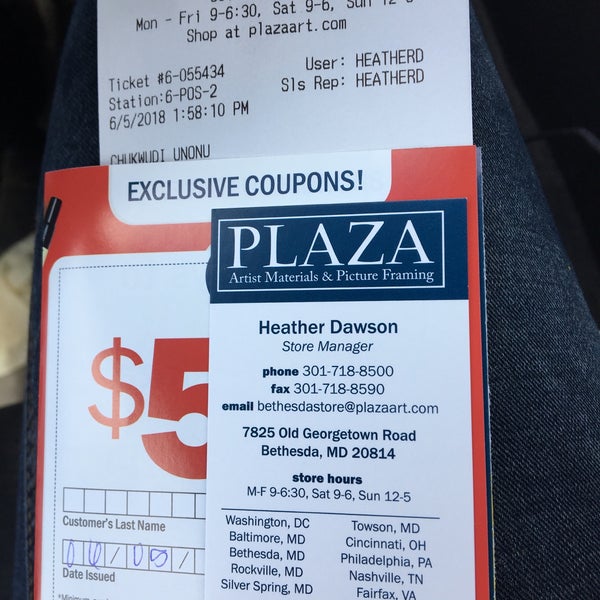 Mon - Fri 9-6:30, Sat 9-6, Sun 12-5
Shop at plazaart.com
Ticket #6-055434
User: HEATHERD
Station:6-POS-2
Sls Rep: HEATHERD
6/5/2018 1:58:10 PM
CHUKWUDI UNONU
EXCLUSIVE COUPONS!
$5
Customer's Last Name
06/05/
Date Issued
PLAZA
Artist Materials & Picture Framing
Heather Dawson
Store Manager
phone 301-718-8500
fax 301-718-8590
email bethesdastore@plazaart.com
7825 Old Georgetown Road
Bethesda, MD 20814
store hours
M-F 9-6:30, Sat 9-6, Sun 12-5
Washington, DC
Baltimore, MD
Bethesda, MD
Rockville, MD
Silver Spring, MD
Towson, MD
Cincinnati, OH
Philadelphia, PA
Nashville, TN
Fairfax, VA